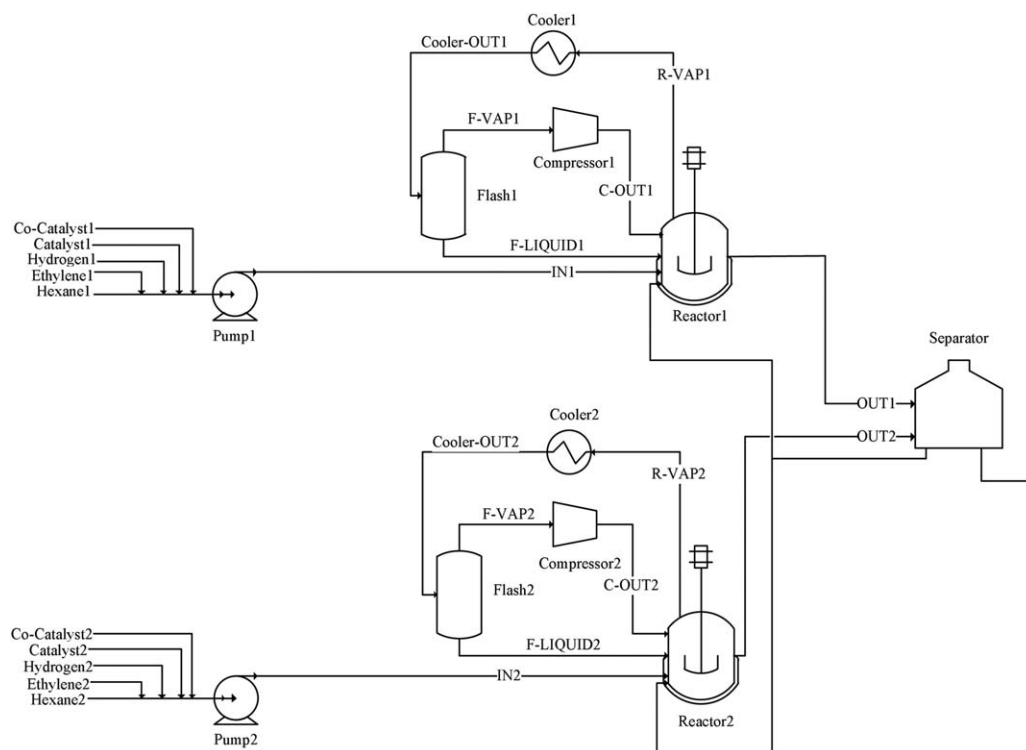 Cooler1
Cooler-OUT1
R-VAP1
F-VAP1
Compressor1
C-OUT1
Flash1
F-LIQUID1
Co-Catalyst1
Catalyst1
Hydrogen1
Ethylene1
Hexane1
IN1
Pump1
Reactor1
Separator
OUT1
OUT2
Cooler2
Cooler-OUT2
R-VAP2
F-VAP2
Compressor2
C-OUT2
Flash2
F-LIQUID2
Co-Catalyst2
Catalyst2
Hydrogen2
Ethylene2
Hexane2
IN2
Pump2
Reactor2